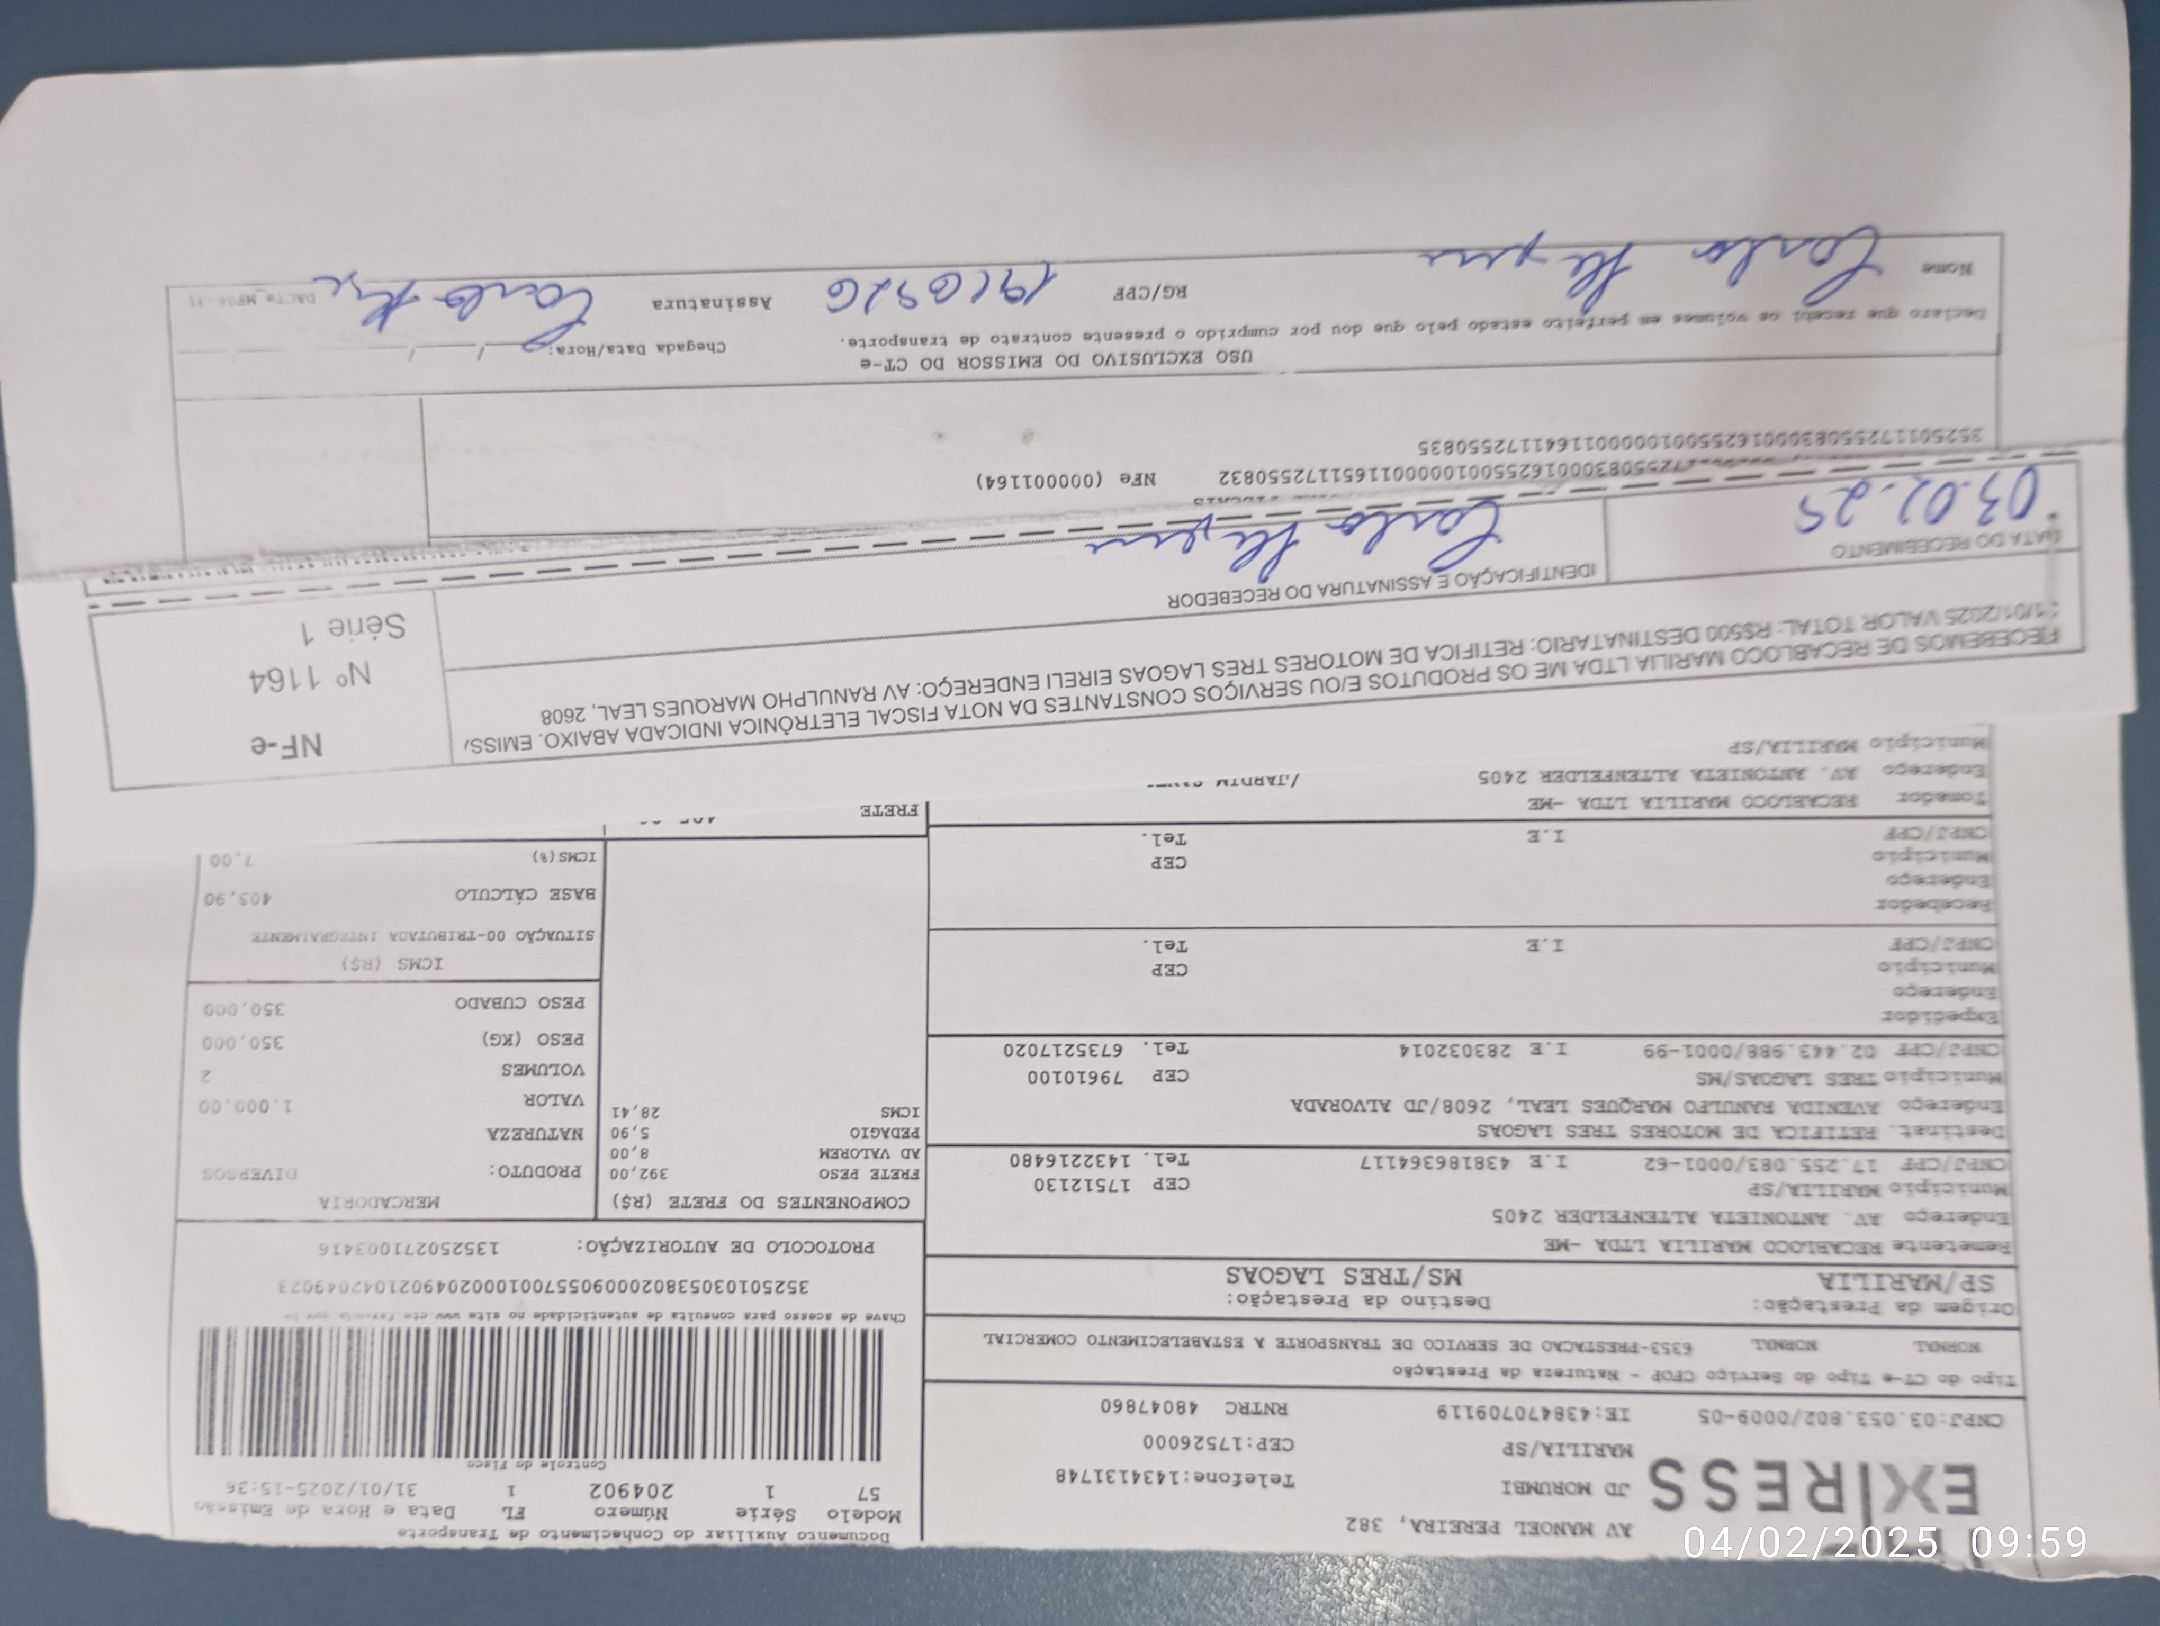 Documento Auxiliar do Conhecimento de Transporte
Modelo Série Número FL Data e Hora de Emissão
57 1 204902 1 31/01/2025-15:36
Controle do Fisco
EX RESS
AV MANOEL PEREIRA, 382
JD MORUMBI Telefone:1434131748
MARILIA/SP CEP:17526000
CNPJ:03.053.802/0009-05 IE:438470709119 RNTRC 48047860
Tipo do CT-e Tipo do Serviço CFOP - Natureza da Prestação
NORMAL NORMAL 6353-PRESTACAO DE SERVICO DE TRANSPORTE A ESTABELECIMENTO COMERCIAL
Origem da Prestação: Destino da Prestação:
SP/MARILIA MS/TRES LAGOAS
Chave de acesso para consulta de autenticidade no site www cte fazenda gov br
35250103053802000905570010002049021042049023
PROTOCOLO DE AUTORIZAÇÃO: 135250271003416
Remetente RECABLOCO MARILIA LTDA -ME
Endereço AV. ANTONIETA ALTENFELDER 2405
Município MARILIA/SP CEP 17512130
CNPJ/CPF 17.255.083/0001-62 I.E 438186364117 Tel. 1432216480
Destinat. RETIFICA DE MOTORES TRES LAGOAS
Endereço AVENIDA RANULFO MARQUES LEAL, 2608/JD ALVORADA
Município TRES LAGOAS/MS CEP 79610100
CNPJ/CPF 02.443.988/0001-99 I.E 283032014 Tel. 6735217020
Expedidor
Endereço
Município CEP
CNPJ/CPF I.E Tel.
Recebedor
Endereço
Município CEP
CNPJ/CPF I.E Tel.
Tomador RECABLOCO MARILIA LTDA -ME
Endereço AV. ANTONIETA ALTENFELDER 2405
Município MARILIA/SP
COMPONENTES DO FRETE (R$)
FRETE PESO 392,00
AD VALOREM 8,00
PEDAGIO 5,90
ICMS 28,41
FRETE
MERCADORIA
PRODUTO: DIVERSOS
NATUREZA
VALOR 1.000,00
VOLUMES 2
PESO (KG) 350,000
PESO CUBADO 350,000
ICMS (R$)
SITUAÇÃO 00-TRIBUTADA INTEGRALMENTE
BASE CÁLCULO 405,90
ICMS(%) 7,00
RECEBEMOS DE RECABLOCO MARILIA LTDA ME OS PRODUTOS E/OU SERVIÇOS CONSTANTES DA NOTA FISCAL ELETRÔNICA INDICADA ABAIXO. EMISS
31/01/2025 VALOR TOTAL: R$500 DESTINATARIO: RETIFICA DE MOTORES TRES LAGOAS EIRELI ENDEREÇO: AV RANULPHO MARQUES LEAL, 2608
NF-e
Nº 1164
Série 1
DATA DO RECEBIMENTO IDENTIFICAÇÃO E ASSINATURA DO RECEBEDOR
03.02.25
NFe (000001164)
35250117255083000162550010000011641172550835
USO EXCLUSIVO DO EMISSOR DO CT-e
Declaro que recebi os volumes em perfeito estado pelo que dou por cumprido o presente contrato de transporte. Chegada Data/Hora:
Nome RG/CPF Assinatura
04/02/2025 09:59